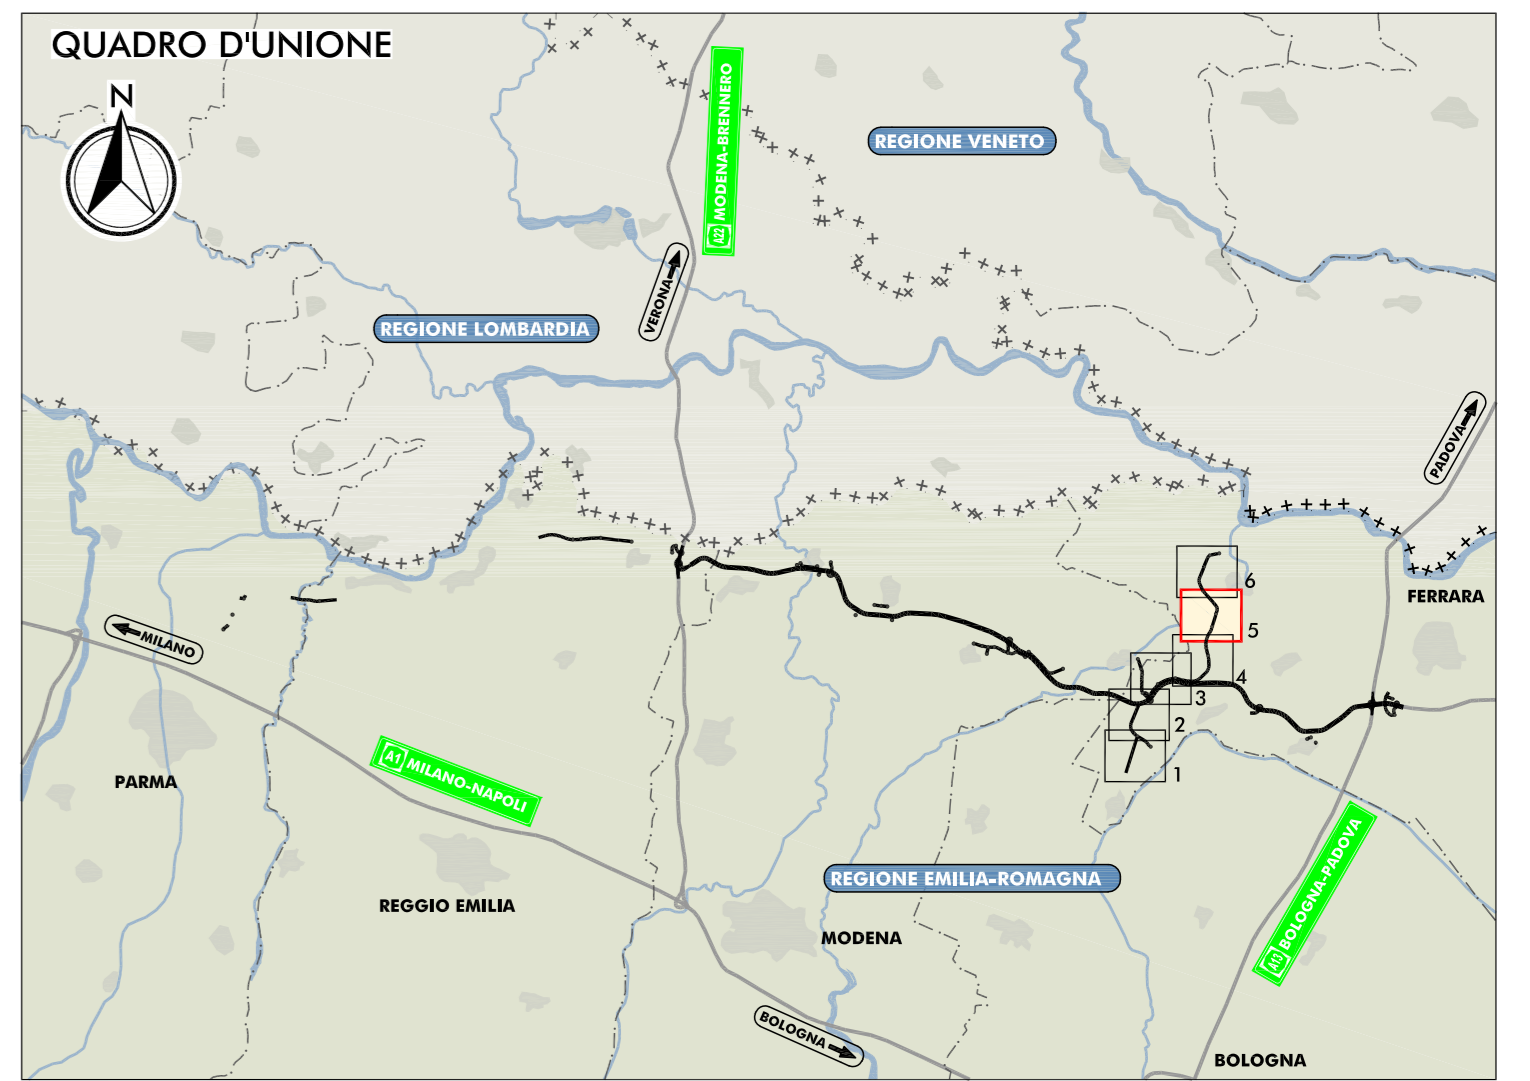 QUADRO D'UNIONE
N
A22 MODENA-BRENNERO
REGIONE VENETO
VERONA
REGIONE LOMBARDIA
PADOVA
6
FERRARA
5
MILANO
4
3
2
1
A1 MILANO-NAPOLI
PARMA
A13 BOLOGNA-PADOVA
REGIONE EMILIA-ROMAGNA
REGGIO EMILIA
MODENA
BOLOGNA
BOLOGNA